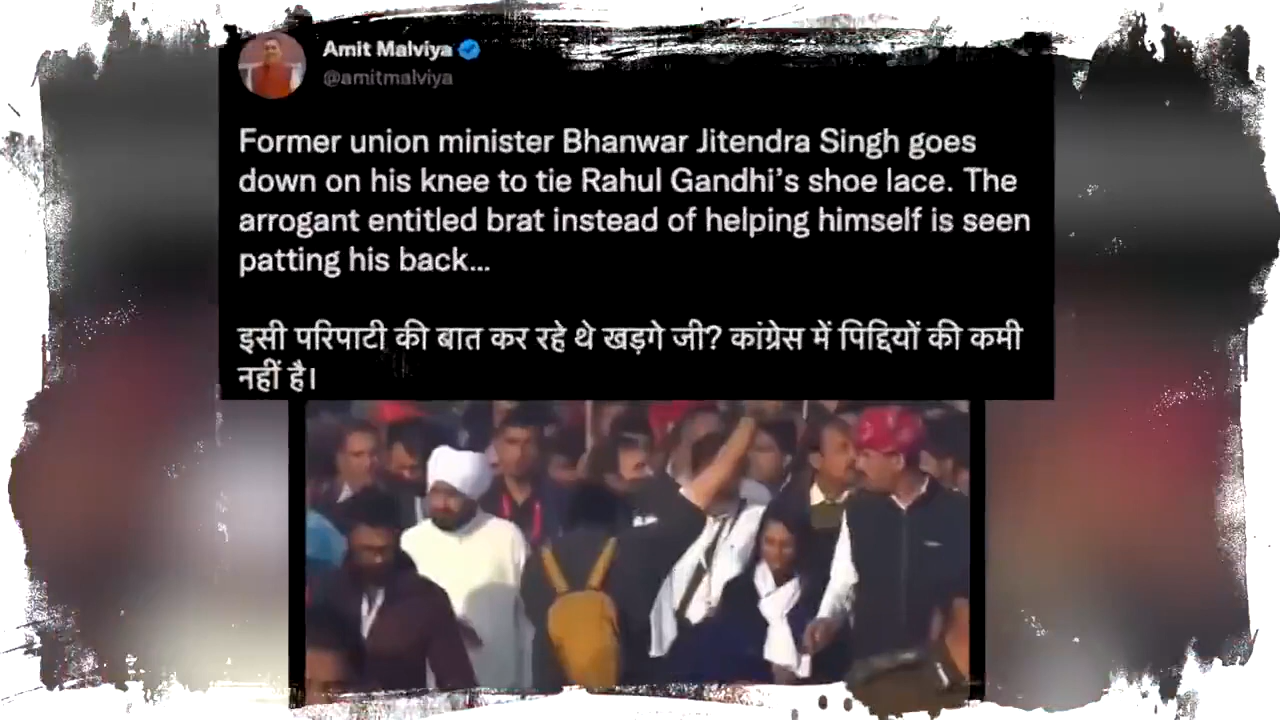 Amit Malviya
@amitmalviya
Former union minister Bhanwar Jitendra Singh goes
down on his knee to tie Rahul Gandhi's shoe lace. The
arrogant entitled brat instead of helping himself is seen
patting his back...
इसी परिपाटी की बात कर रहे थे खड़गे जी? कांग्रेस में पिद्दियों की कमी
नहीं है।